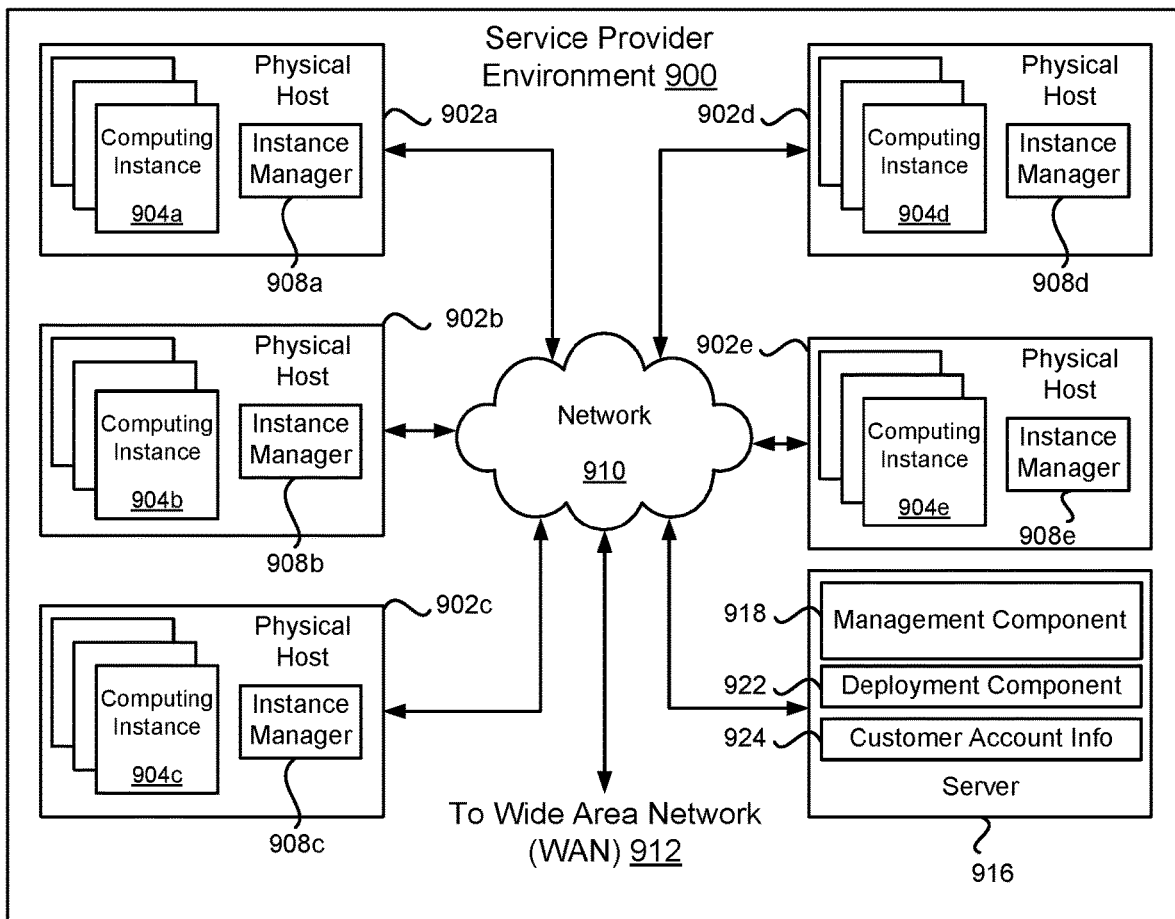 Service Provider
Environment 900
Physical
Host
Computing
Instance
904a
Instance
Manager
902a
908a
Physical
Host
Computing
Instance
904b
Instance
Manager
902b
908b
Physical
Host
Computing
Instance
904c
Instance
Manager
902c
908c
Network
910
To Wide Area Network
(WAN) 912
902d
Physical
Host
Computing
Instance
904d
Instance
Manager
908d
902e
Physical
Host
Computing
Instance
904e
Instance
Manager
908e
918
Management Component
922
Deployment Component
924
Customer Account Info
Server
916